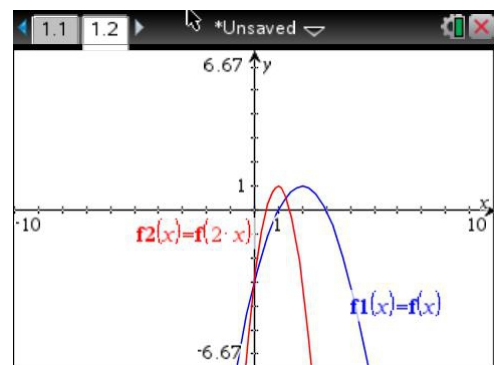 1.1 1.2 *Unsaved
6.67 y
1
x
-10 1 10
f2(x)=f(2·x)
f1(x)=f(x)
-6.67